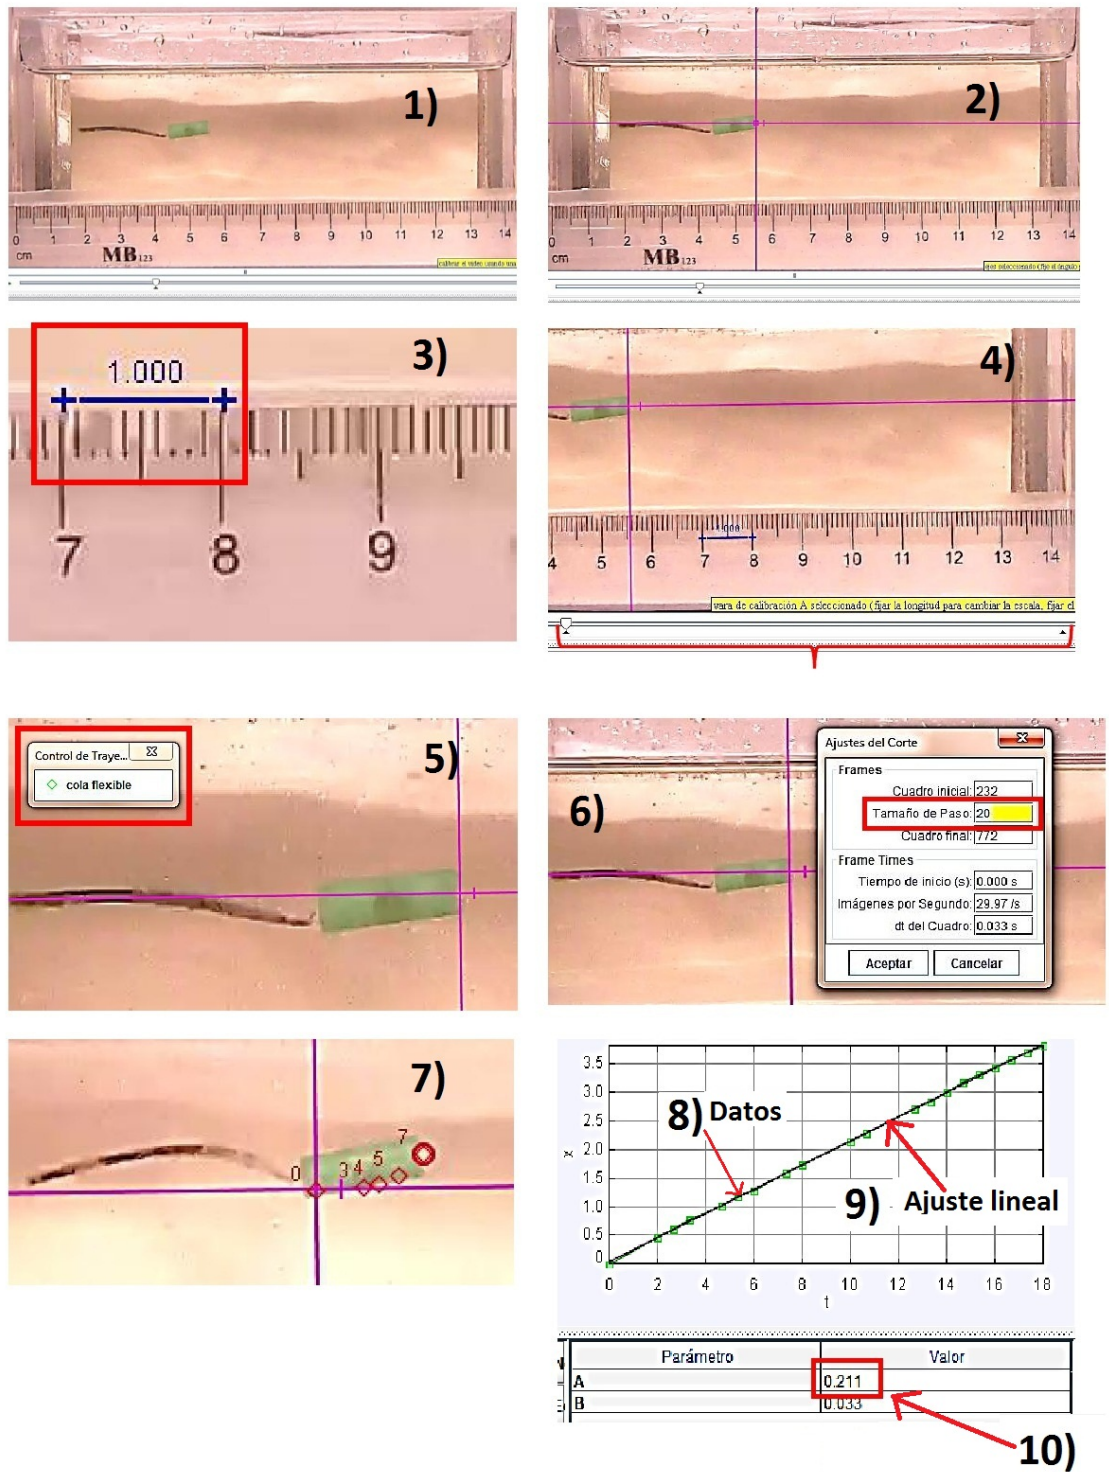 1)
0 1 2 3 4 5 6 7 8 9 10 11 12 13 14
cm
MB123
2)
0 1 2 3 4 5 6 7 8 9 10 11 12 13 14
cm
MB123
3)
1.000
7 8 9
4)
1.000
4 5 6 7 8 9 10 11 12 13 14
vara de calibración A seleccionado (fijar la longitud para cambiar la escala, fijar el
5)
Control de Traye...
cola flexible
6)
Ajustes del Corte
Frames
Cuadro inicial: 232
Tamaño de Paso: 20
Cuadro final: 772
Frame Times
Tiempo de inicio (s): 0.000 s
Imágenes por Segundo: 29.97 /s
dt del Cuadro: 0.033 s
Aceptar Cancelar
7)
0 3 4 5 7
8) Datos
9) Ajuste lineal
x
3.5
3.0
2.5
2.0
1.5
1.0
0.5
0
0 2 4 6 8 10 12 14 16 18
t
Parámetro Valor
A 0.211
B 0.033
10)